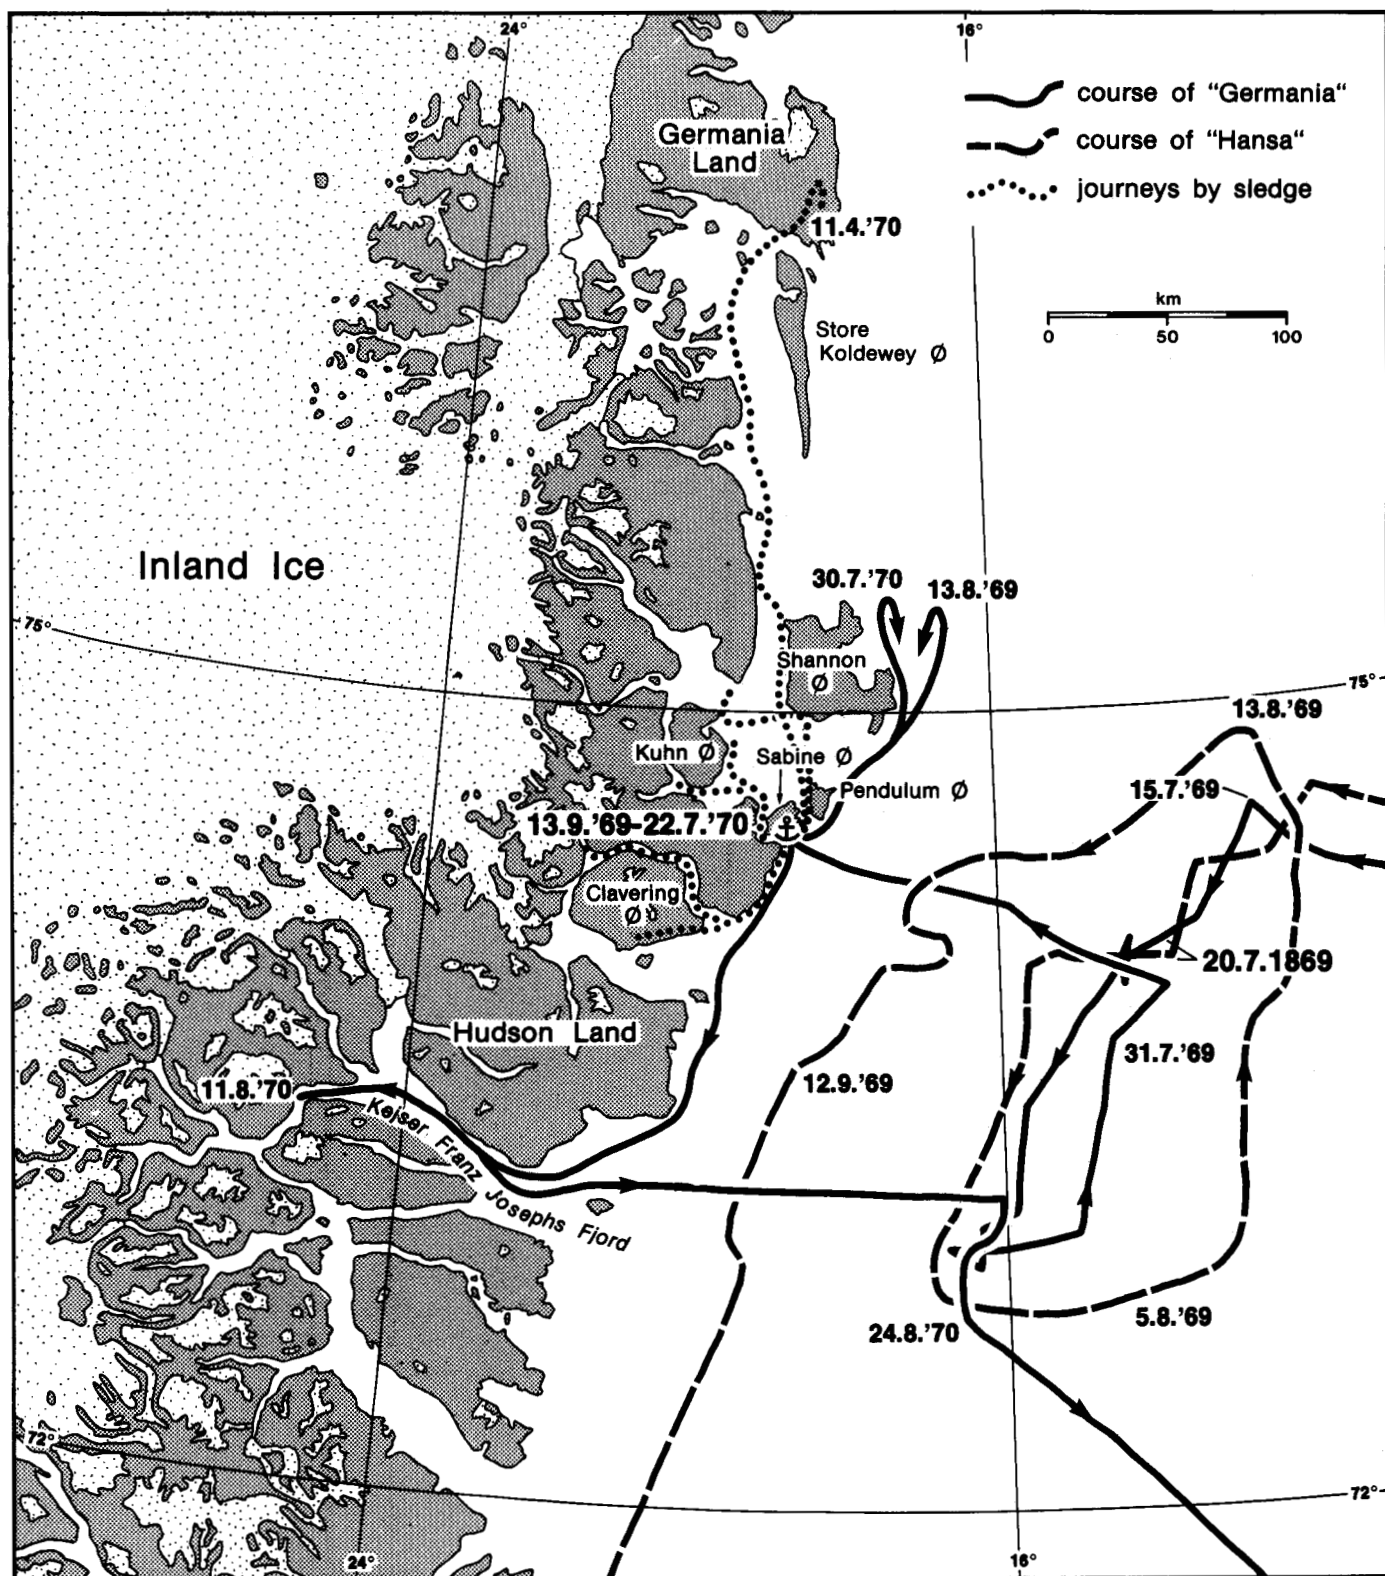 24°
16°
course of "Germania"
course of "Hansa"
journeys by sledge
Germania
Land
11.4.'70
km
0 50 100
Store
Koldewey Ø
Inland Ice
30.7.'70
13.8.'69
75°
Shannon
Ø
75°
13.8.'69
Kuhn Ø
Sabine Ø
Pendulum Ø
15.7.'69
13.9.'69-22.7.'70
Clavering
Ø
20.7.1869
Hudson Land
31.7.'69
11.8.'70
12.9.'69
Kejser Franz Josephs Fjord
24.8.'70
5.8.'69
72°
72°
24°
16°